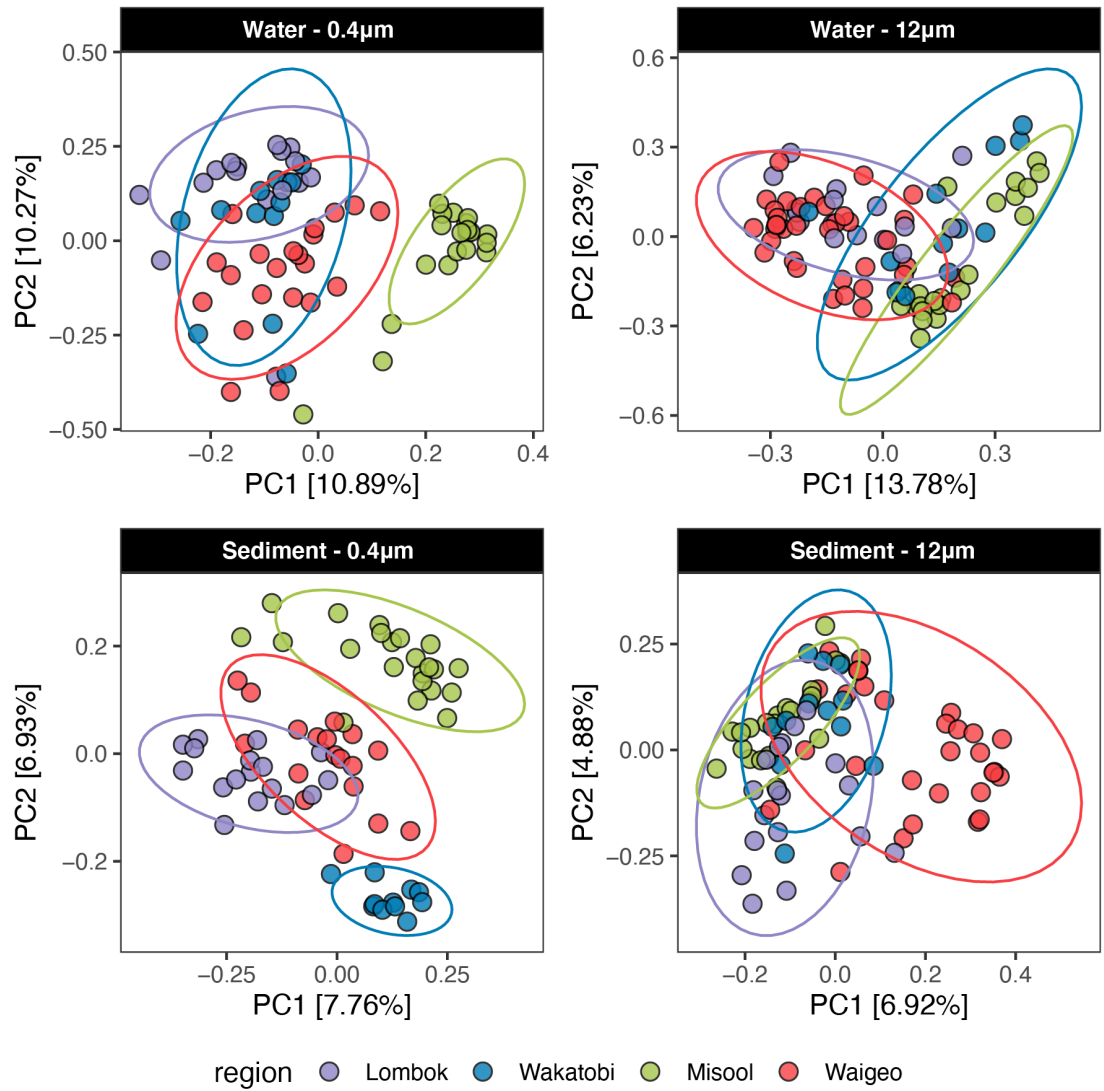 Water - 0.4µm
0.50
0.25
0.00
−0.25
−0.50
PC2 [10.27%]
−0.2 0.0 0.2 0.4
PC1 [10.89%]
Water - 12µm
0.6
0.3
0.0
−0.3
−0.6
PC2 [6.23%]
−0.3 0.0 0.3
PC1 [13.78%]
Sediment - 0.4µm
0.2
0.0
−0.2
PC2 [6.93%]
−0.25 0.00 0.25
PC1 [7.76%]
Sediment - 12µm
0.25
0.00
−0.25
PC2 [4.88%]
−0.2 0.0 0.2 0.4
PC1 [6.92%]
region Lombok Wakatobi Misool Waigeo